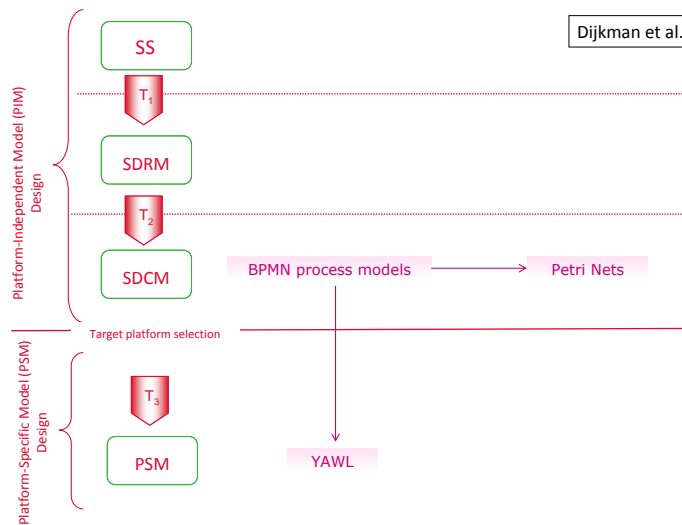 SS
Dijkman et al.
T1
SDRM
T2
SDCM
BPMN process models
Petri Nets
Platform-Independent Model (PIM)
Design
Target platform selection
T3
PSM
YAWL
Platform-Specific Model (PSM)
Design